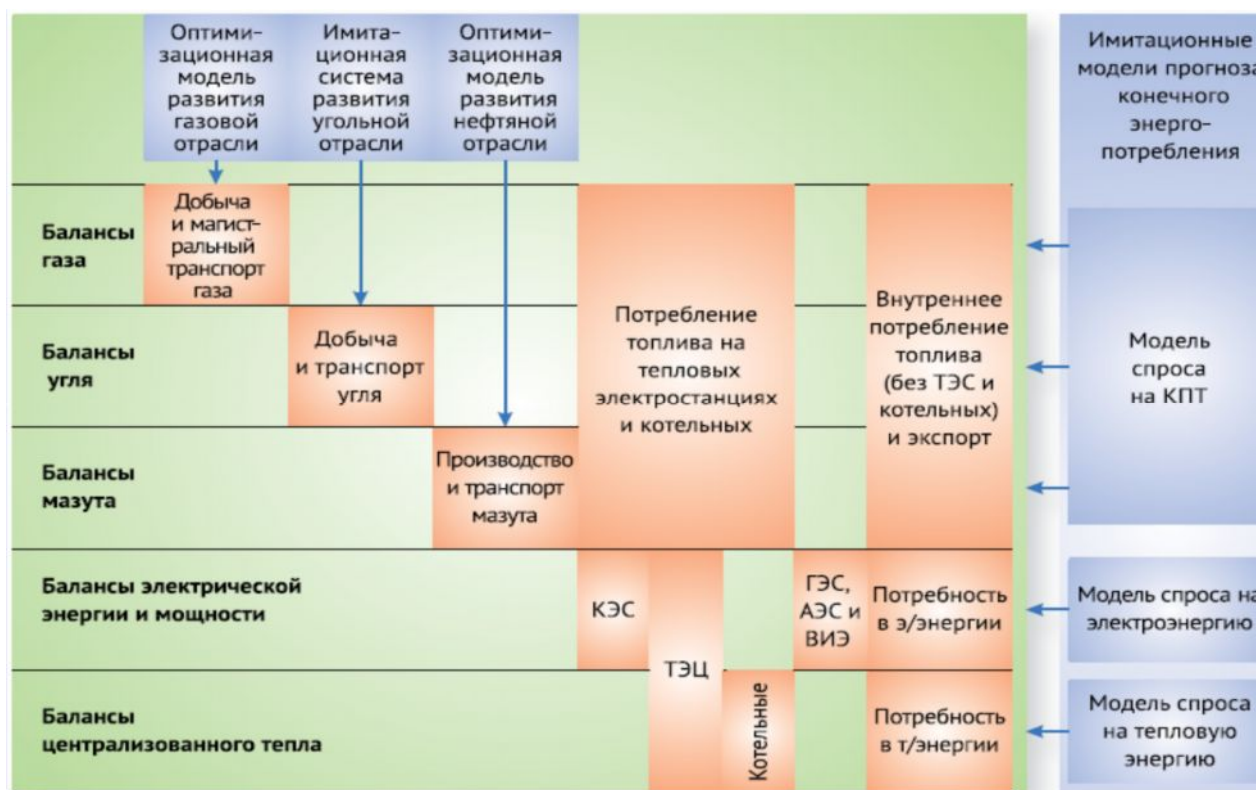 Оптими-
зационная
модель
развития
газовой
отрасли
Имита-
ционная
система
развития
угольной
отрасли
Оптими-
зационная
модель
развития
нефтяной
отрасли
Имитационные
модели прогноза
конечного
энерго-
потребления
Балансы
газа
Добыча
и магист-
ральный
транспорт
газа
Балансы
угля
Добыча
и транспорт
угля
Балансы
мазута
Производство
и транспорт
мазута
Потребление
топлива на
тепловых
электростанциях
и котельных
Внутреннее
потребление
топлива
(без ТЭС и
котельных)
и экспорт
Модель
спроса
на КПТ
Балансы электрической
энергии и мощности
КЭС
ТЭЦ
ГЭС,
АЭС и
ВИЭ
Потребность
в э/энергии
Модель спроса на
электроэнергию
Балансы
централизованного тепла
Котельные
Потребность
в т/энергии
Модель спроса
на тепловую
энергию